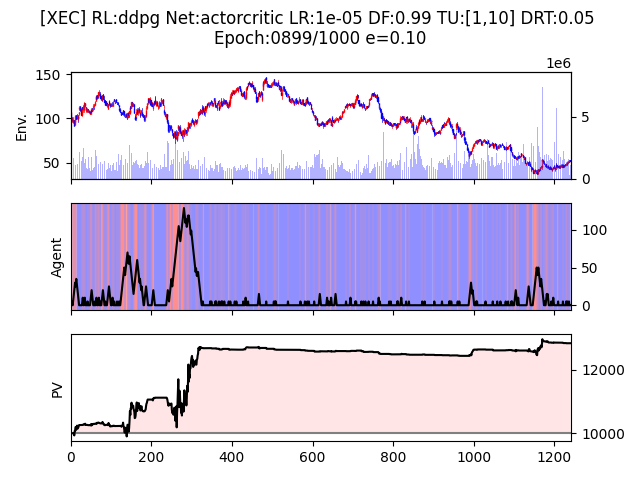 [XEC] RL:ddpg Net:actorcritic LR:1e-05 DF:0.99 TU:[1,10] DRT:0.05
Epoch:0899/1000 e=0.10
1e6
150
100
50
Env.
5
0
Agent
100
50
0
PV
12000
10000
0 200 400 600 800 1000 1200